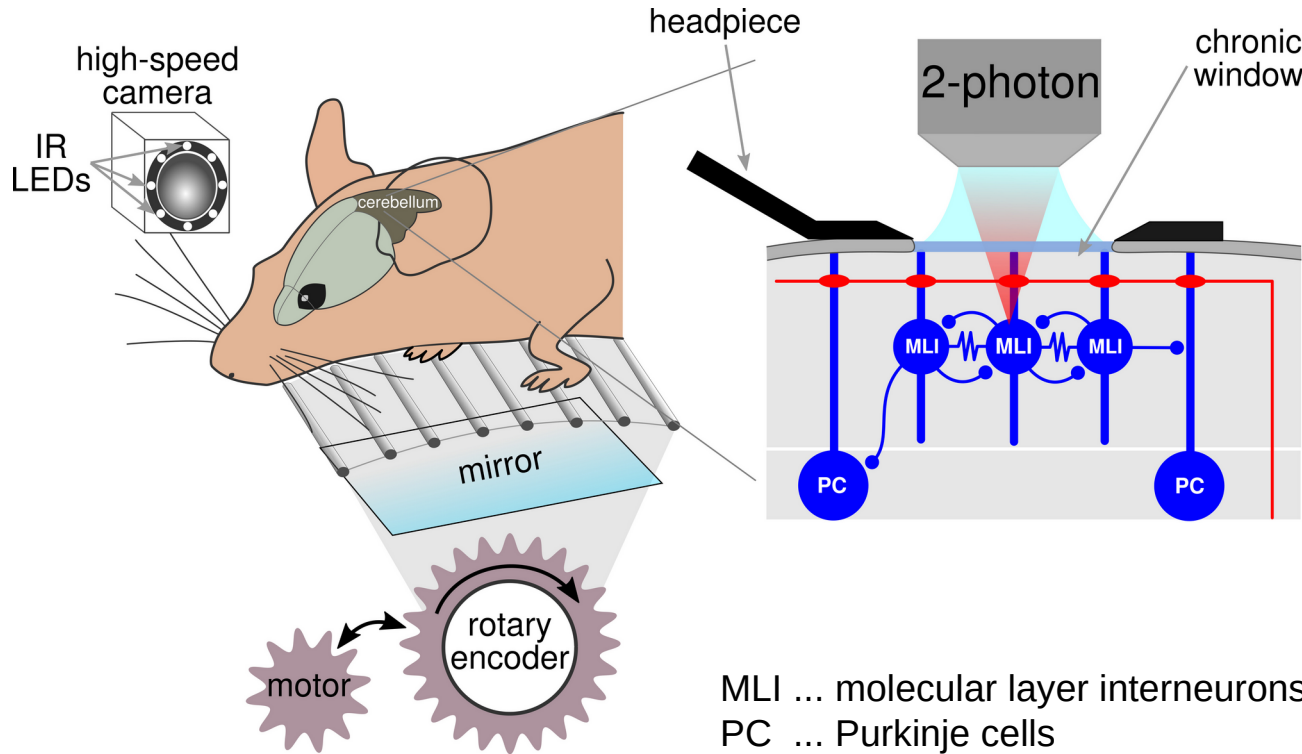 high-speed
camera
IR
LEDs
cerebellum
mirror
rotary
encoder
motor
headpiece
2-photon
chronic
window
MLI
MLI
MLI
PC
PC
MLI ... molecular layer interneurons
PC ... Purkinje cells